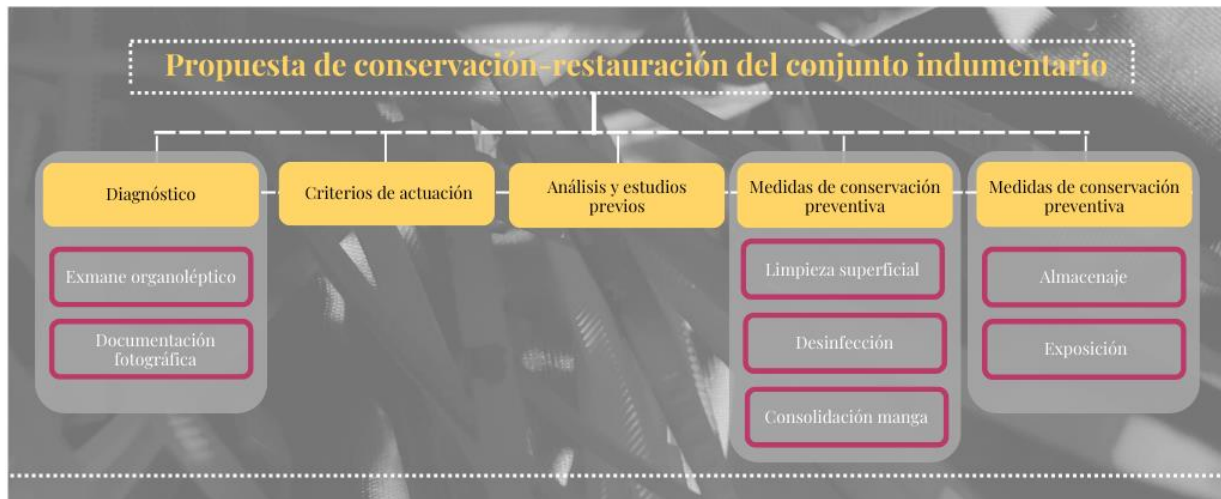 Propuesta de conservación-restauración del conjunto indumentario
Diagnóstico
Exmane organoléptico
Documentación
fotográfica
Criterios de actuación
Análisis y estudios
previos
Medidas de conservación
preventiva
Limpieza superficial
Desinfección
Consolidación manga
Medidas de conservación
preventiva
Almacenaje
Exposición